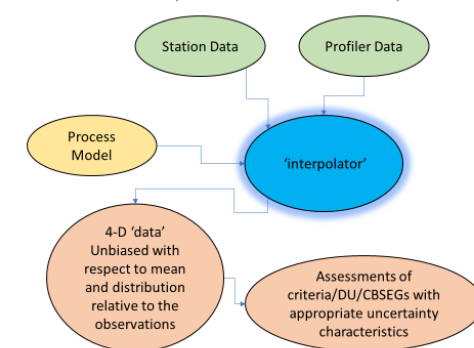 Station Data
Profiler Data
Process
Model
'interpolator'
4-D 'data'
Unbiased with
respect to mean
and distribution
relative to the
observations
Assessments of
criteria/DU/CBSEGs with
appropriate uncertainty
characteristics